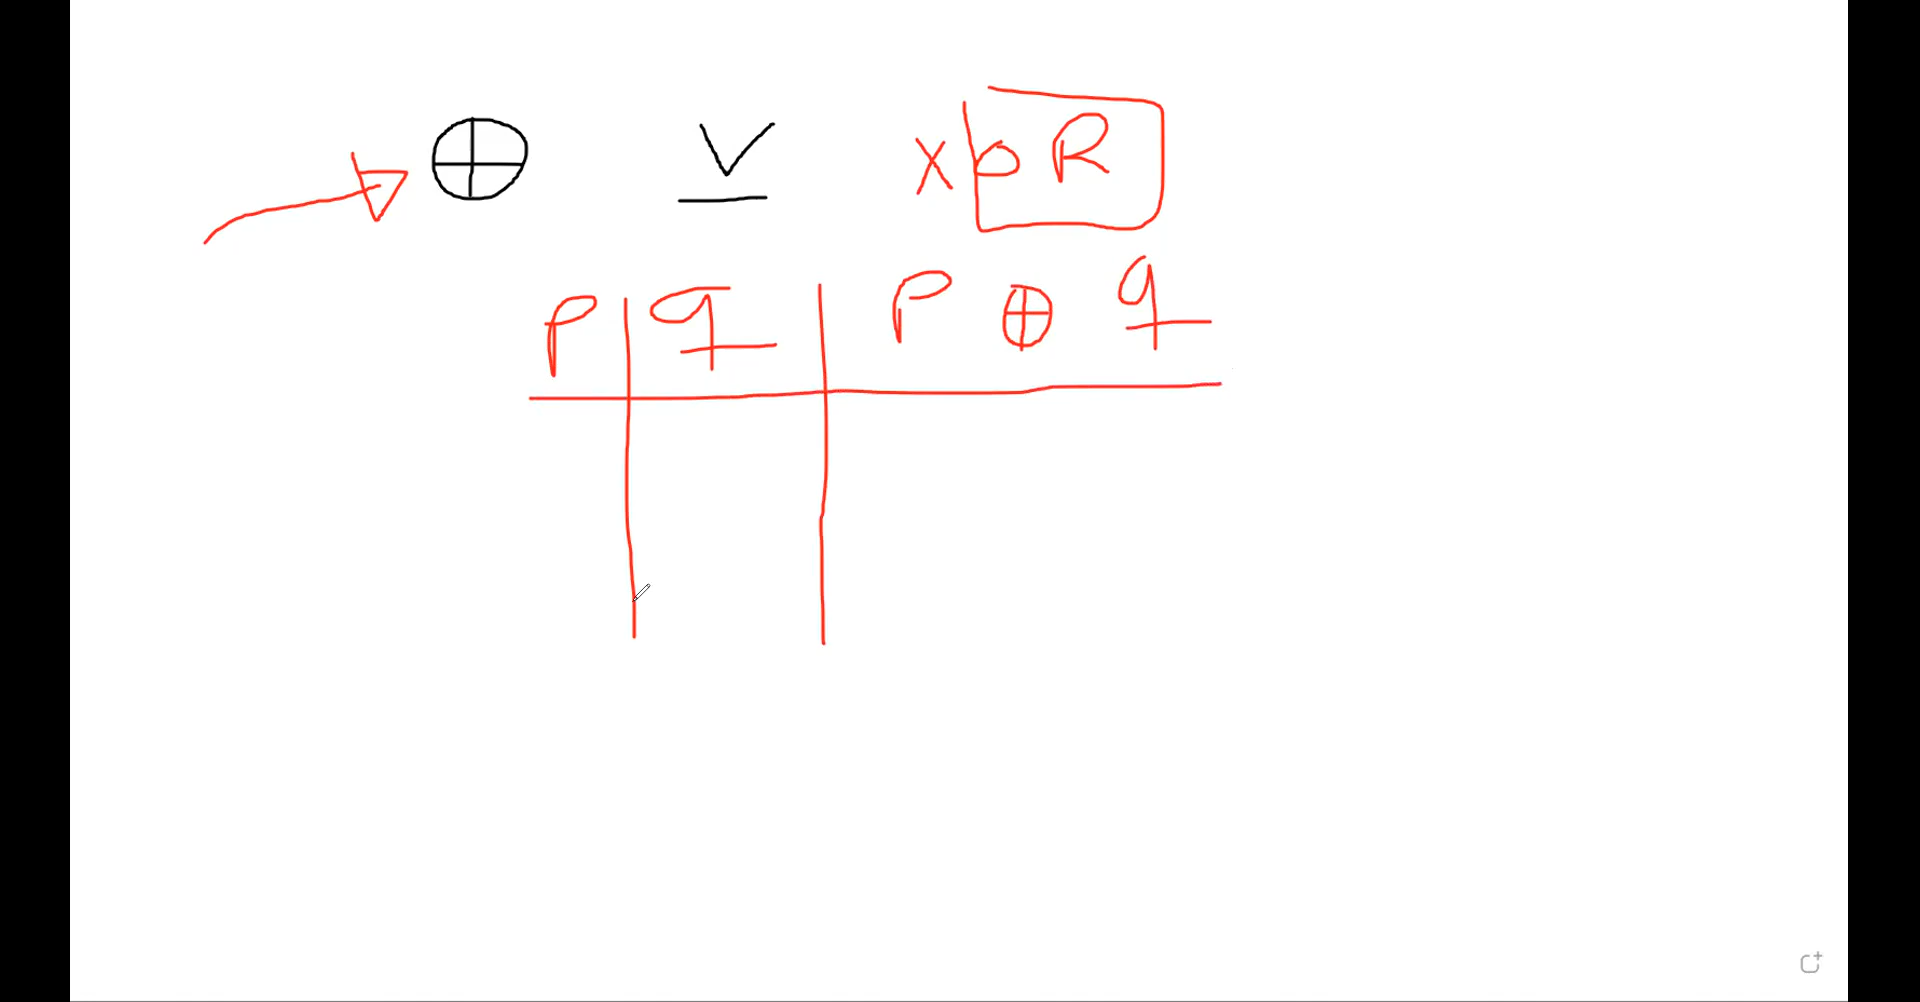 ⊕ ⊻ XOR
p q p ⊕ q